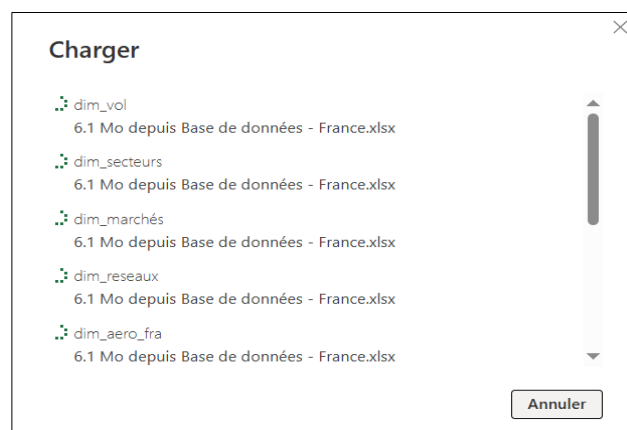 Charger
dim_vol
6.1 Mo depuis Base de données - France.xlsx
dim_secteurs
6.1 Mo depuis Base de données - France.xlsx
dim_marchés
6.1 Mo depuis Base de données - France.xlsx
dim_reseaux
6.1 Mo depuis Base de données - France.xlsx
dim_aero_fra
6.1 Mo depuis Base de données - France.xlsx
Annuler